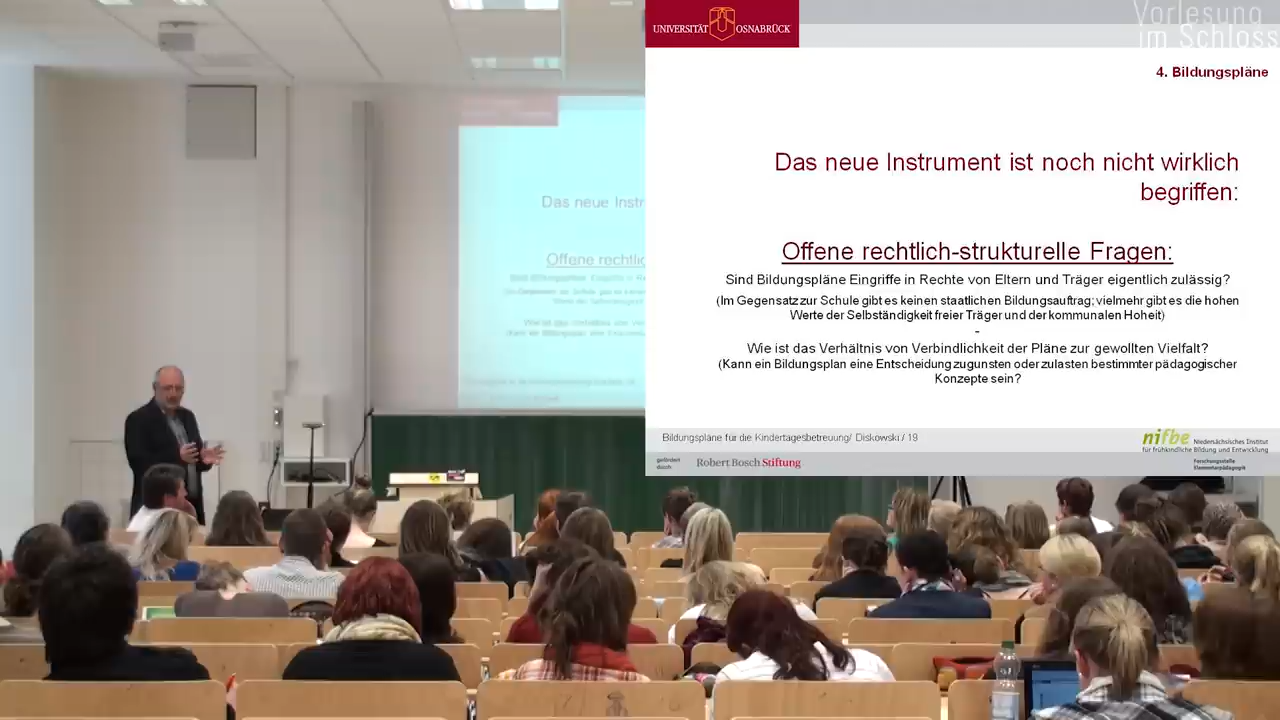 UNIVERSITÄT OSNABRÜCK
Vorlesung
im Schloss
4. Bildungspläne
Das neue Instrument ist noch nicht wirklich
begriffen:
Offene rechtlich-strukturelle Fragen:
Sind Bildungspläne Eingriffe in Rechte von Eltern und Träger eigentlich zulässig?
(Im Gegensatz zur Schule gibt es keinen staatlichen Bildungsauftrag; vielmehr gibt es die hohen
Werte der Selbständigkeit freier Träger und der kommunalen Hoheit)
-
Wie ist das Verhältnis von Verbindlichkeit der Pläne zur gewollten Vielfalt?
(Kann ein Bildungsplan eine Entscheidung zugunsten oder zulasten bestimmter pädagogischer
Konzepte sein?
Bildungspläne für die Kindertagesbetreuung/ Diskowski / 19
nifbe Niedersächsisches Institut
für frühkindliche Bildung und Entwicklung
gefördert
durch
Robert Bosch Stiftung
Forschungsstelle
Elementarpädagogik
Das neue Instr
Offene rechtlic